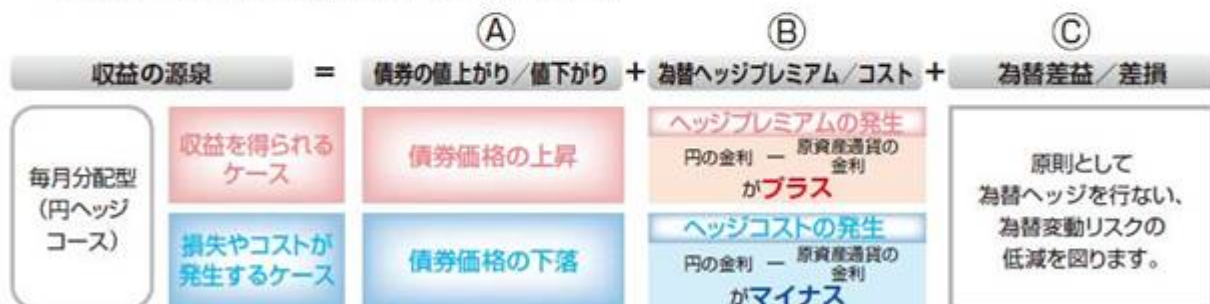 Ⓐ Ⓑ Ⓒ
収益の源泉 = 債券の値上がり／値下がり + 為替ヘッジプレミアム／コスト + 為替差益／差損
毎月分配型
(円ヘッジ
コース)
収益を得られる
ケース
債券価格の上昇
ヘッジプレミアムの発生
円の金利 ー 原資産通貨の
金利
がプラス
損失やコストが
発生するケース
債券価格の下落
ヘッジコストの発生
円の金利 ー 原資産通貨の
金利
がマイナス
原則として
為替ヘッジを行ない、
為替変動リスクの
低減を図ります。